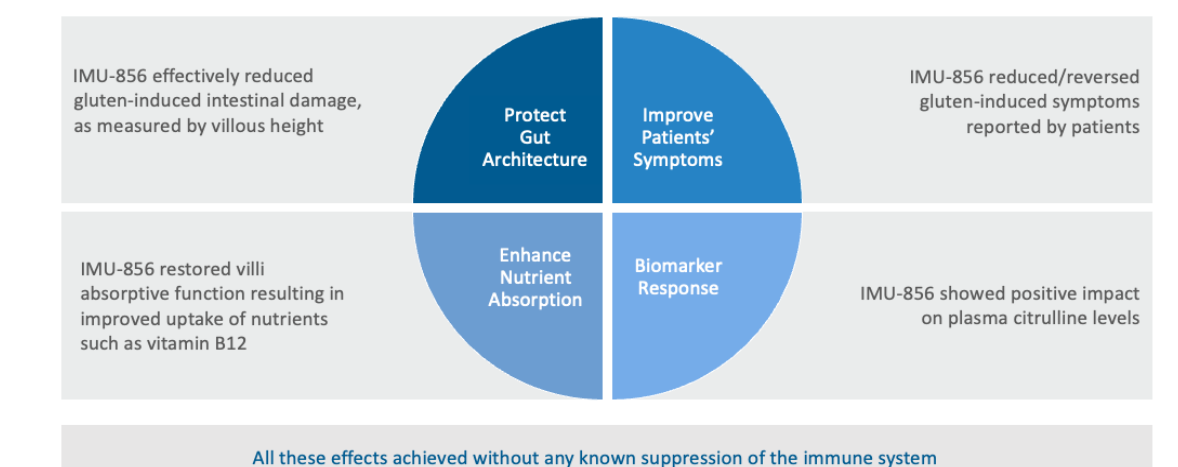 IMU-856 effectively reduced
gluten-induced intestinal damage,
as measured by villous height
Protect
Gut
Architecture
Improve
Patients’
Symptoms
IMU-856 reduced/reversed
gluten-induced symptoms
reported by patients
IMU-856 restored villi
absorptive function resulting in
improved uptake of nutrients
such as vitamin B12
Enhance
Nutrient
Absorption
Biomarker
Response
IMU-856 showed positive impact
on plasma citrulline levels
All these effects achieved without any known suppression of the immune system